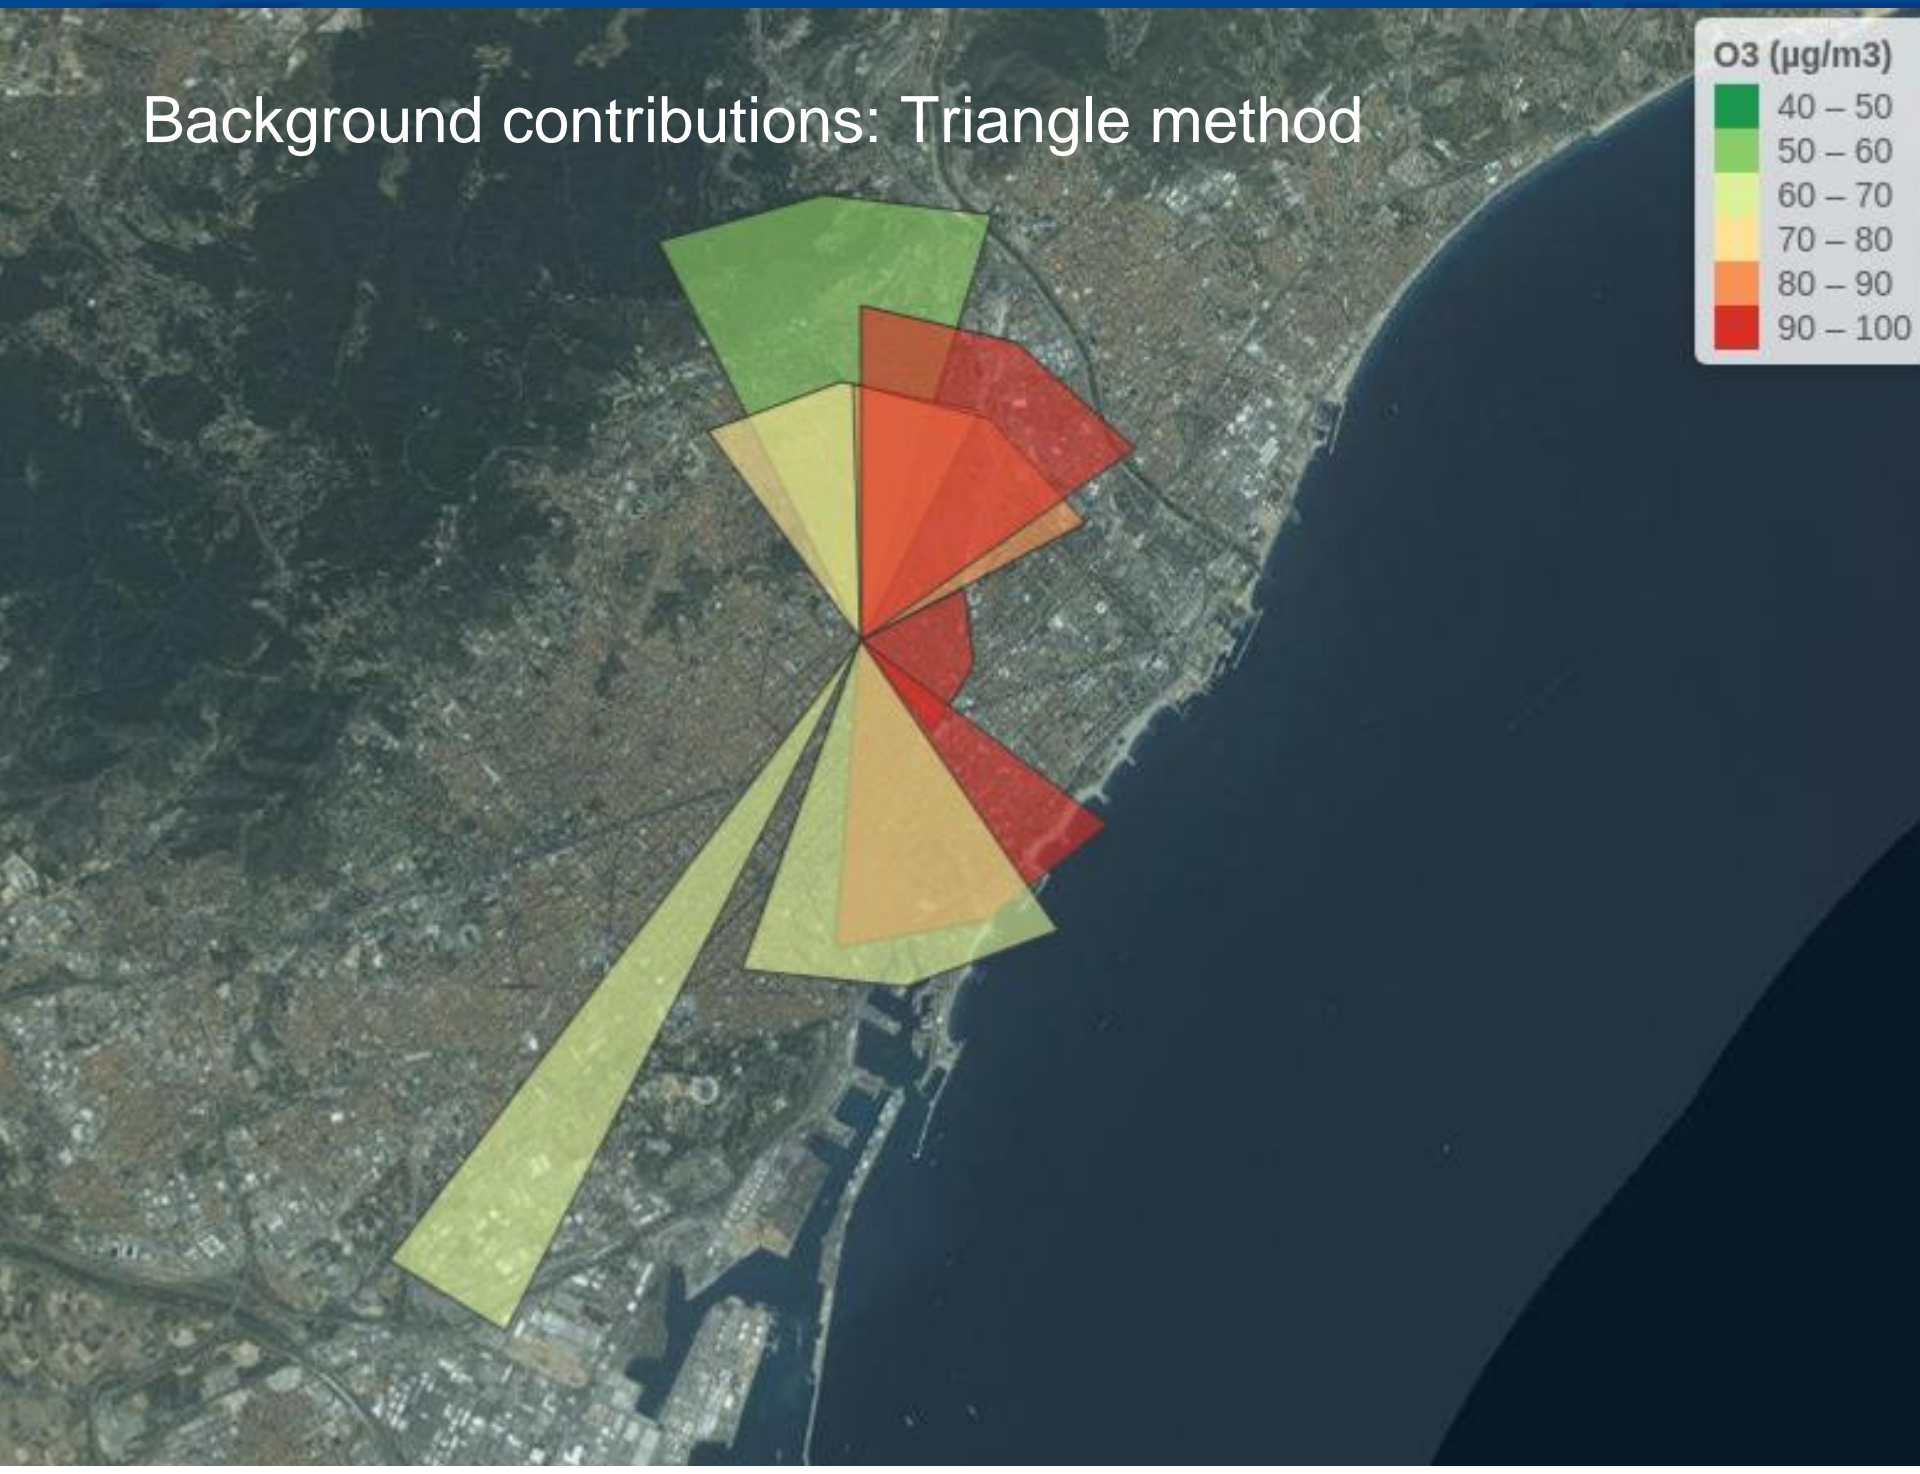 Background contributions: Triangle method
O3 (µg/m3)
40 – 50
50 – 60
60 – 70
70 – 80
80 – 90
90 – 100